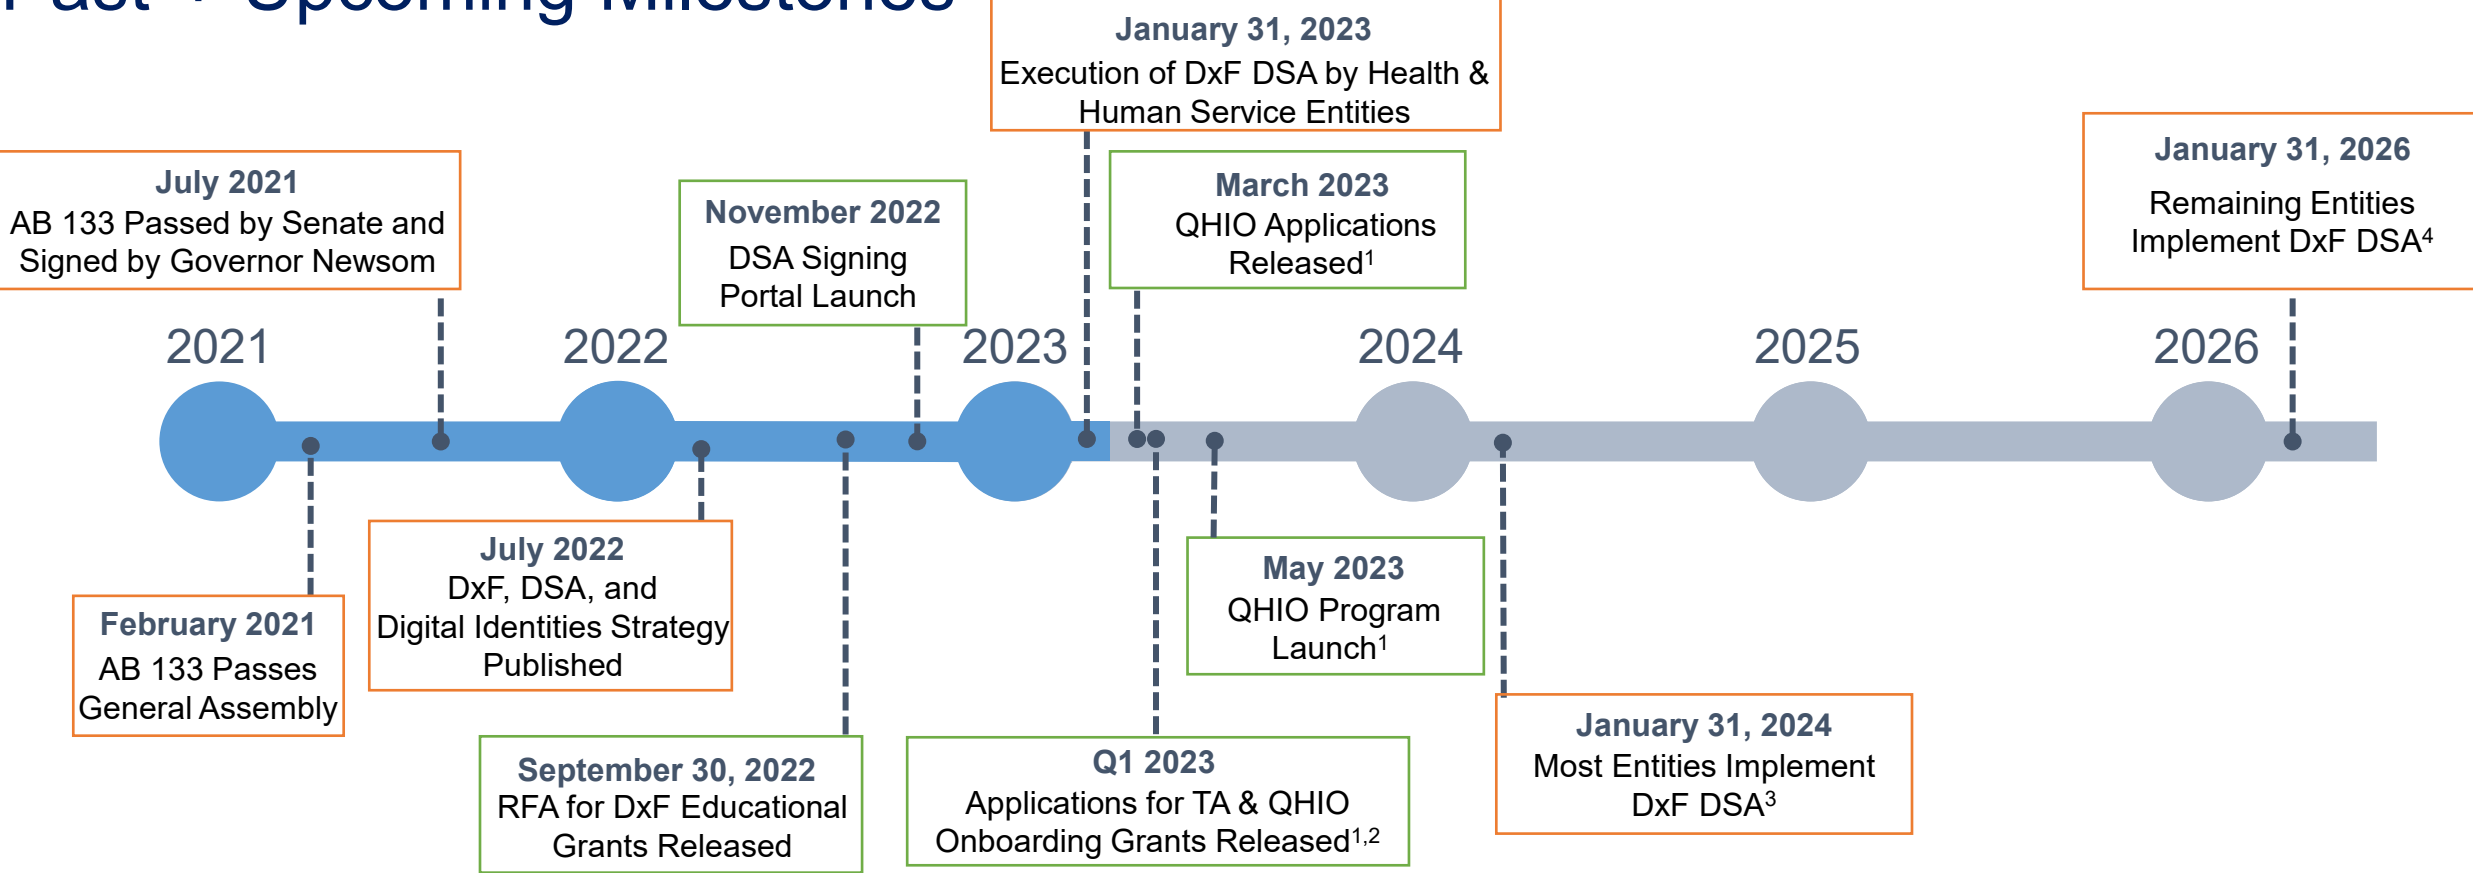 Past + Upcoming Milestones
January 31, 2023
Execution of DxF DSA by Health &
Human Service Entities
July 2021
AB 133 Passed by Senate and
Signed by Governor Newsom
November 2022
DSA Signing
Portal Launch
March 2023
QHIO Applications
Released¹
January 31, 2026
Remaining Entities
Implement DxF DSA⁴
2021
2022
2023
2024
2025
2026
February 2021
AB 133 Passes
General Assembly
July 2022
DxF, DSA, and
Digital Identities Strategy
Published
September 30, 2022
RFA for DxF Educational
Grants Released
Q1 2023
Applications for TA & QHIO
Onboarding Grants Released¹,²
May 2023
QHIO Program
Launch¹
January 31, 2024
Most Entities Implement
DxF DSA³